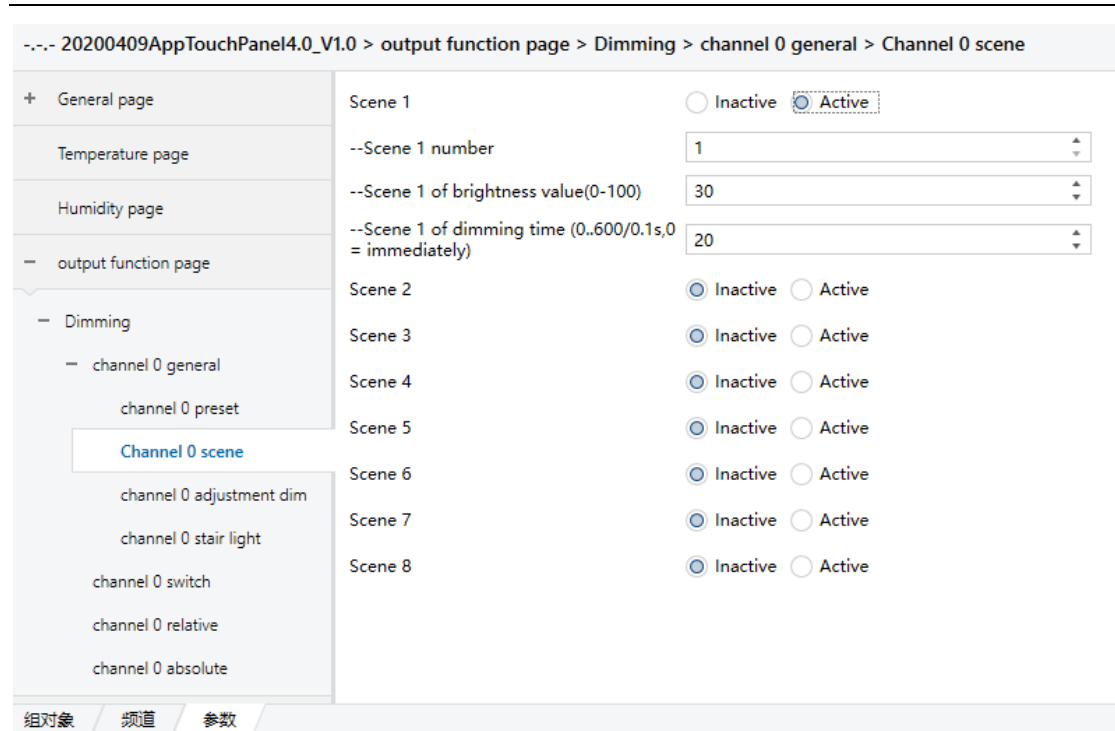 -.-.- 20200409AppTouchPanel4.0_V1.0 > output function page > Dimming > channel 0 general > Channel 0 scene
+ General page
Temperature page
Humidity page
− output function page
− Dimming
− channel 0 general
channel 0 preset
Channel 0 scene
channel 0 adjustment dim
channel 0 stair light
channel 0 switch
channel 0 relative
channel 0 absolute
Scene 1 Inactive Active
--Scene 1 number 1
--Scene 1 of brightness value(0-100) 30
--Scene 1 of dimming time (0..600/0.1s,0
= immediately) 20
Scene 2 Inactive Active
Scene 3 Inactive Active
Scene 4 Inactive Active
Scene 5 Inactive Active
Scene 6 Inactive Active
Scene 7 Inactive Active
Scene 8 Inactive Active
组对象 频道 参数